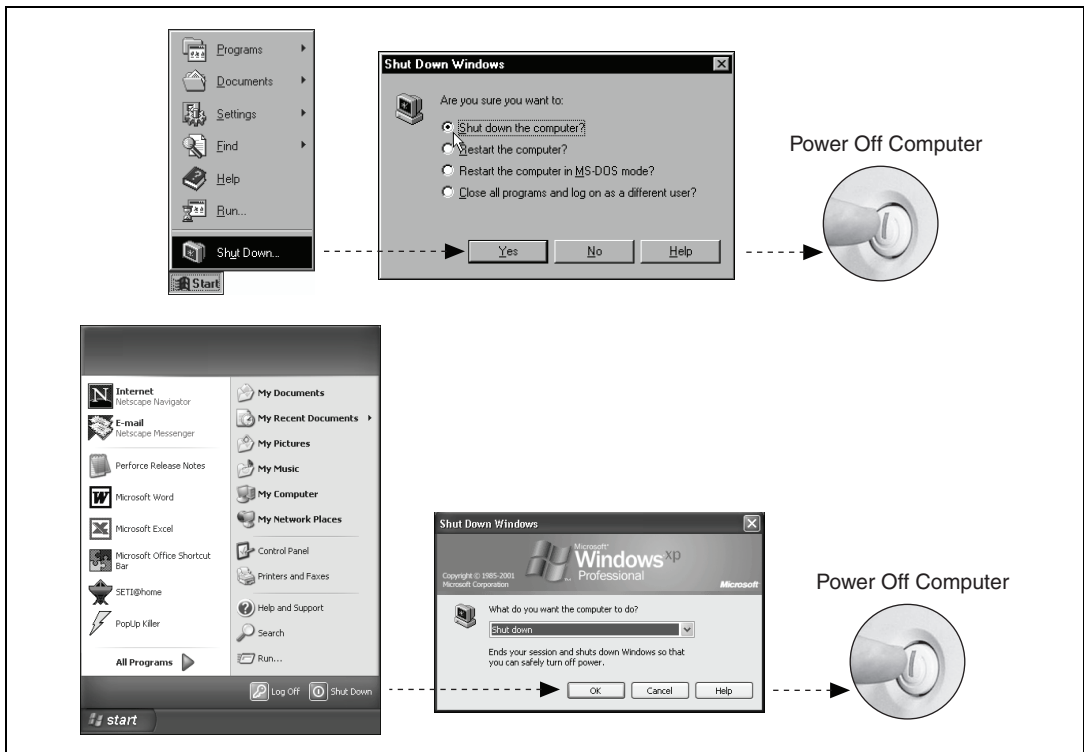 Programs
Documents
Settings
Find
Help
Run...
Shut Down...
Start
Shut Down Windows
Are you sure you want to:
Shut down the computer?
Restart the computer?
Restart the computer in MS-DOS mode?
Close all programs and log on as a different user?
Yes No Help
Power Off Computer
Internet
Netscape Navigator
E-mail
Netscape Messenger
Perforce Release Notes
Microsoft Word
Microsoft Excel
Microsoft Office Shortcut
Bar
SETI@home
PopUp Killer
All Programs
My Documents
My Recent Documents
My Pictures
My Music
My Computer
My Network Places
Control Panel
Printers and Faxes
Help and Support
Search
Run...
Log Off Shut Down
start
Shut Down Windows
Copyright © 1985-2001
Microsoft Corporation
Microsoft
Windows xp
Professional
Microsoft
What do you want the computer to do?
Shut down
Ends your session and shuts down Windows so that
you can safely turn off power.
OK Cancel Help
Power Off Computer